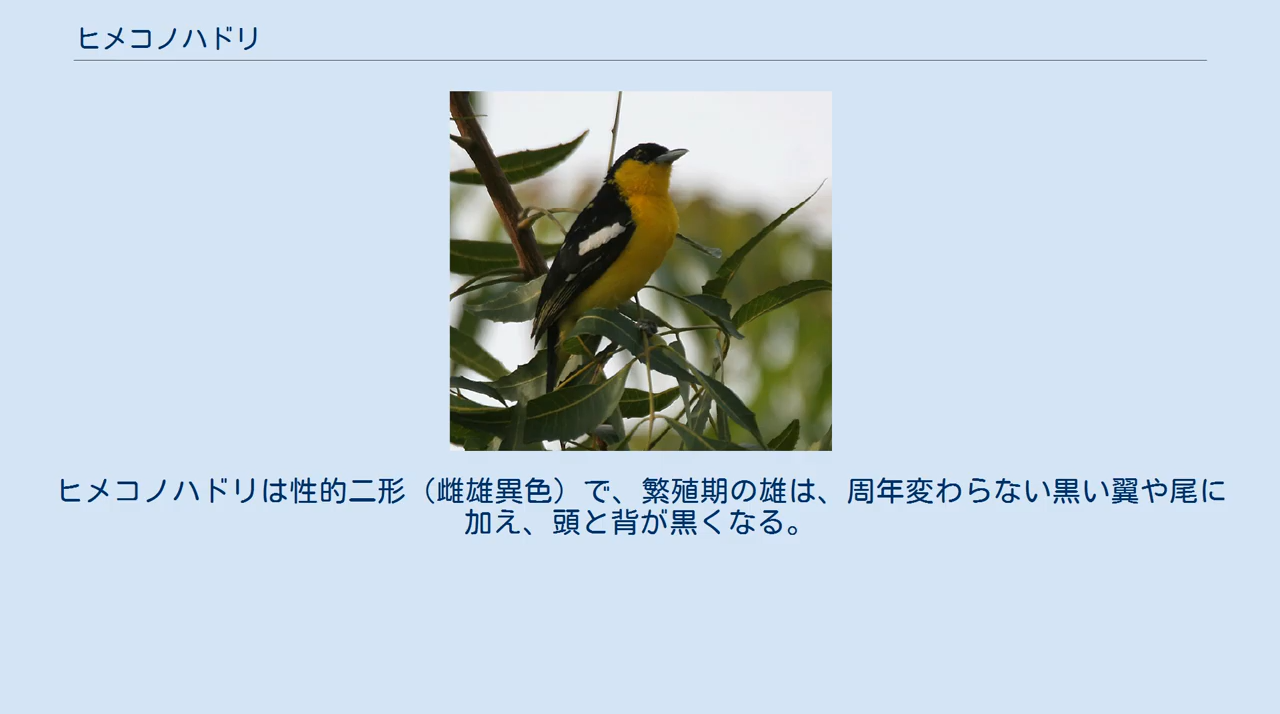 ヒメコノハドリ
ヒメコノハドリは性的二形（雌雄異色）で、繁殖期の雄は、周年変わらない黒い翼や尾に
加え、頭と背が黒くなる。